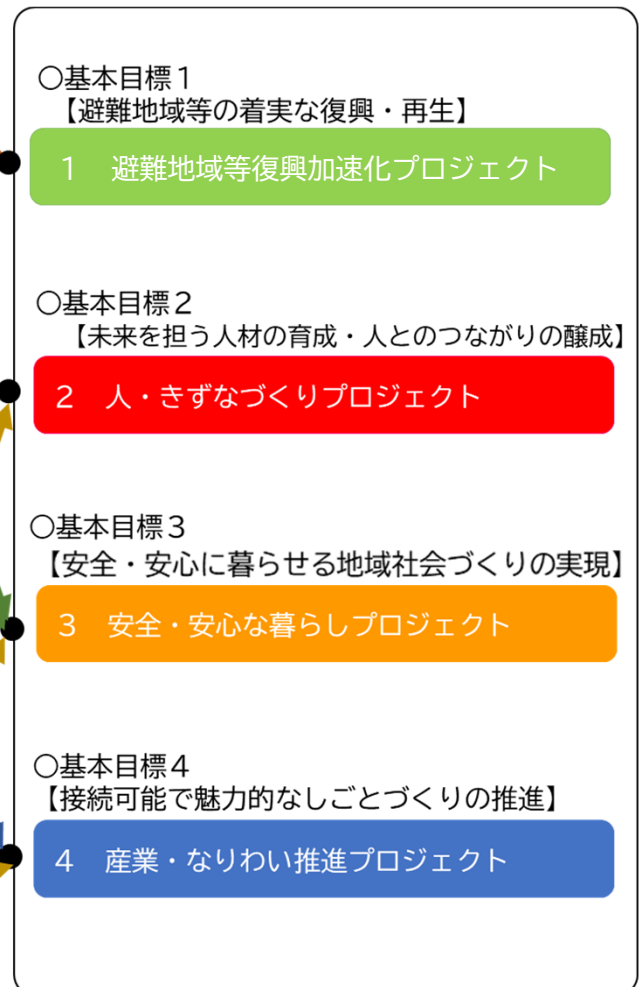 ○基本目標１
【避難地域等の着実な復興・再生】
１　避難地域等復興加速化プロジェクト
○基本目標２
【未来を担う人材の育成・人とのつながりの醸成】
２　人・きずなづくりプロジェクト
○基本目標３
【安全・安心に暮らせる地域社会づくりの実現】
３　安全・安心な暮らしプロジェクト
○基本目標４
【接続可能で魅力的なしごとづくりの推進】
４　産業・なりわい推進プロジェクト